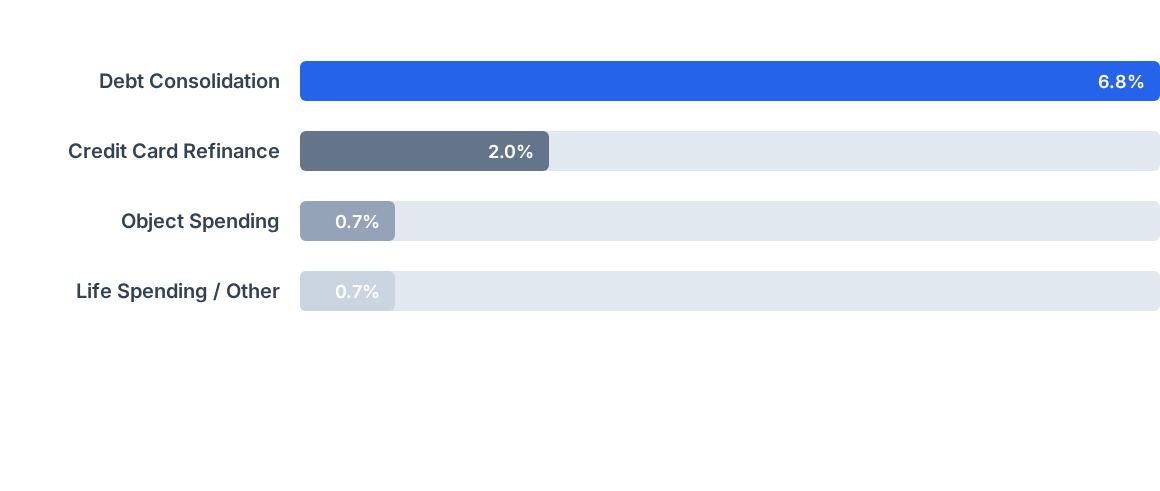 Debt Consolidation 6.8%
Credit Card Refinance 2.0%
Object Spending 0.7%
Life Spending / Other 0.7%